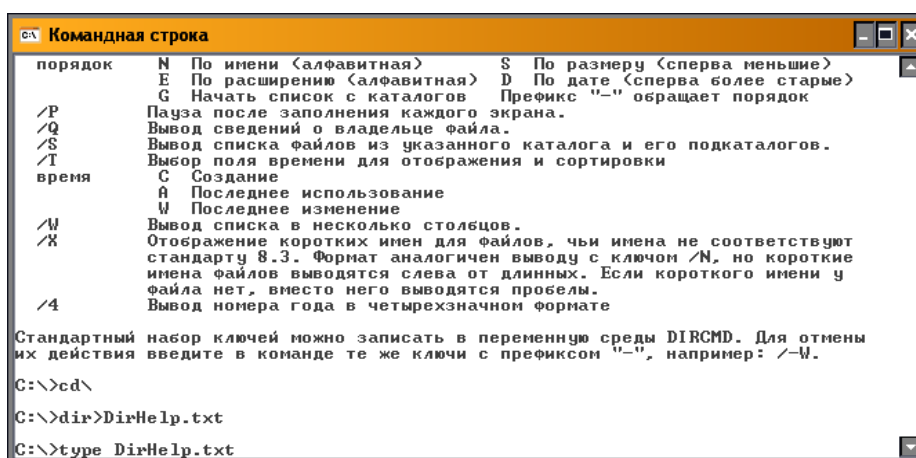 Командная строка
порядок N По имени (алфавитная) S По размеру (сперва меньшие)
E По расширению (алфавитная) D По дате (сперва более старые)
G Начать список с каталогов Префикс "-" обращает порядок
/P Пауза после заполнения каждого экрана.
/Q Вывод сведений о владельце файла.
/S Вывод списка файлов из указанного каталога и его подкаталогов.
/T Выбор поля времени для отображения и сортировки
время C Создание
A Последнее использование
W Последнее изменение
/W Вывод списка в несколько столбцов.
/X Отображение коротких имен для файлов, чьи имена не соответствуют
стандарту 8.3. Формат аналогичен выводу с ключом /N, но короткие
имена файлов выводятся слева от длинных. Если короткого имени у
файла нет, вместо него выводятся пробелы.
/4 Вывод номера года в четырехзначном формате
Стандартный набор ключей можно записать в переменную среды DIRCMD. Для отмены
их действия введите в команде те же ключи с префиксом "-", например: /-W.
C:\>cd\
C:\>dir>DirHelp.txt
C:\>type DirHelp.txt